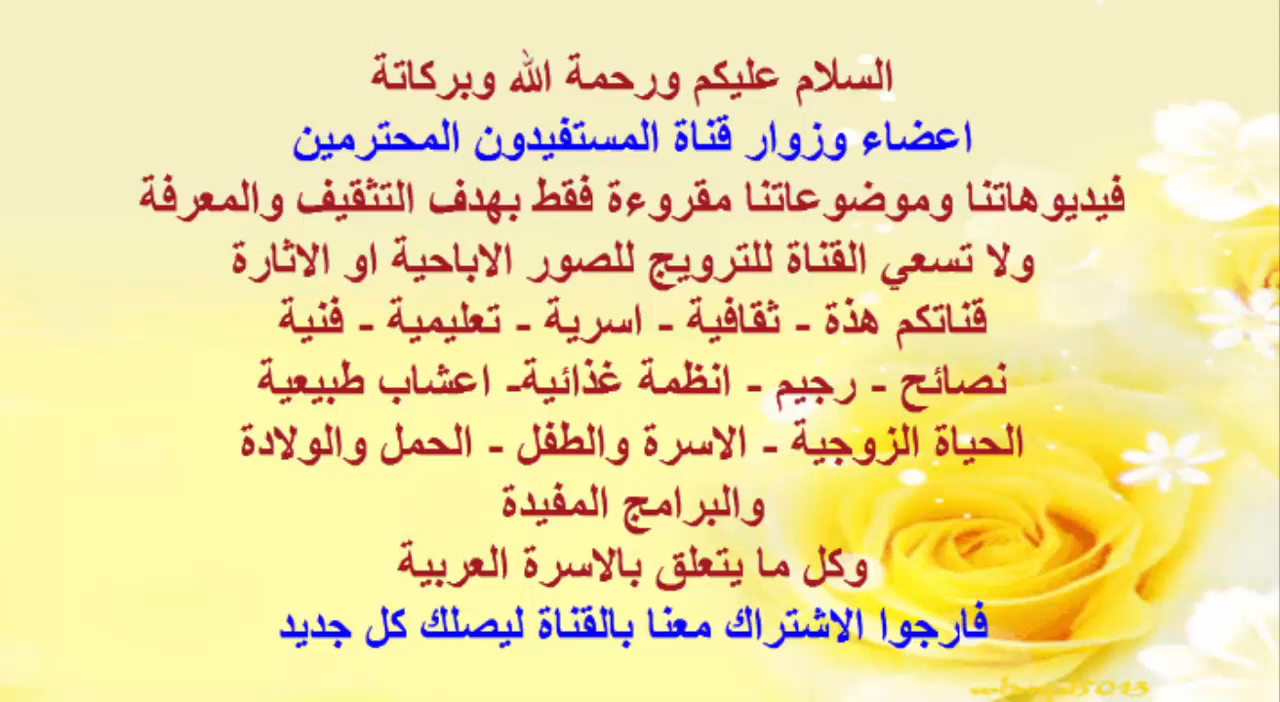 السلام عليكم ورحمة الله وبركاتة
اعضاء وزوار قناة المستفيدون المحترمين
فيديوهاتنا وموضوعاتنا مقروءة فقط بهدف التثقيف والمعرفة
ولا تسعي القناة للترويج للصور الاباحية او الاثارة
قناتكم هذة - ثقافية - اسرية - تعليمية - فنية
نصائح - رجيم - انظمة غذائية- اعشاب طبيعية
الحياة الزوجية - الاسرة والطفل - الحمل والولادة
والبرامج المفيدة
وكل ما يتعلق بالاسرة العربية
فارجوا الاشتراك معنا بالقناة ليصلك كل جديد